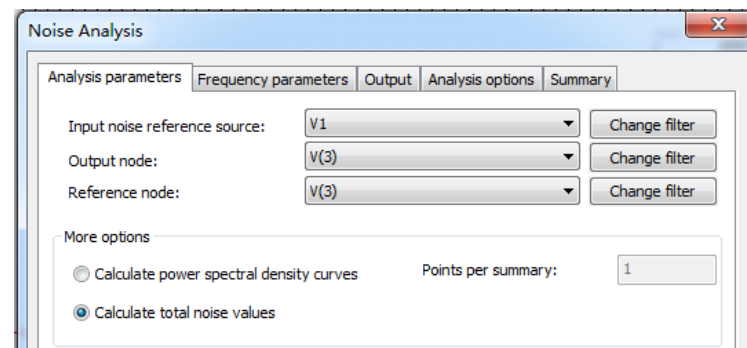 Noise Analysis
Analysis parameters Frequency parameters Output Analysis options Summary
Input noise reference source: V1 Change filter
Output node: V(3) Change filter
Reference node: V(3) Change filter
More options
Calculate power spectral density curves Points per summary: 1
Calculate total noise values